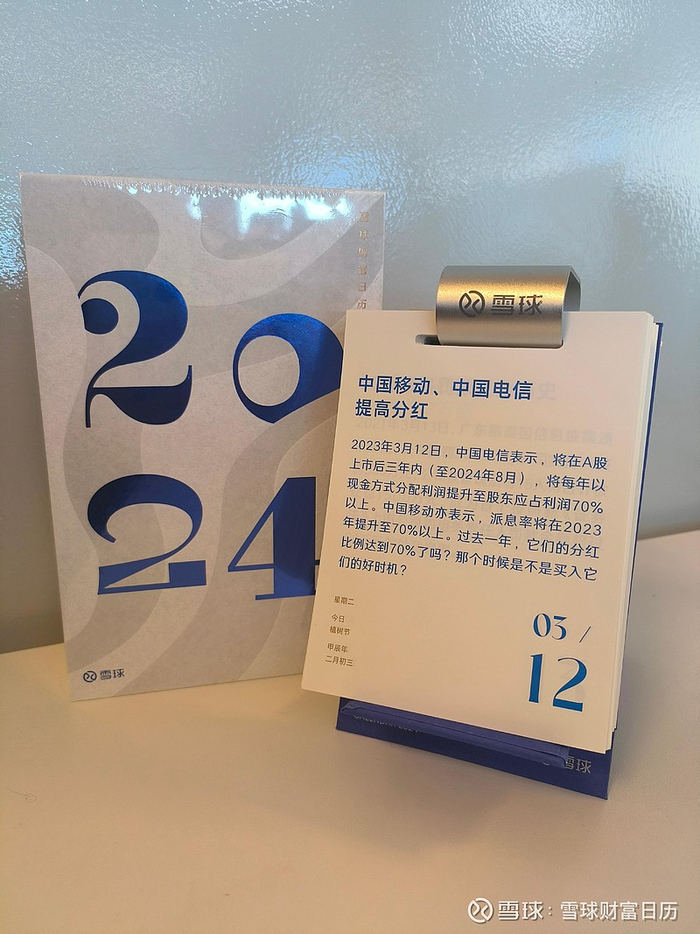 20
24
雪球财富日历
雪球
雪球
中国移动、中国电信
提高分红
2023年3月12日，中国电信表示，将在A股
上市后三年内（至2024年8月），将每年以
现金方式分配利润提升至股东应占利润70%
以上。中国移动亦表示，派息率将在2023
年提升至70%以上。过去一年，它们的分红
比例达到70%了吗？那个时候是不是买入它
们的好时机？
星期二
今日
植树节
甲辰年
二月初三
03 /
12
雪球
雪球：雪球财富日历